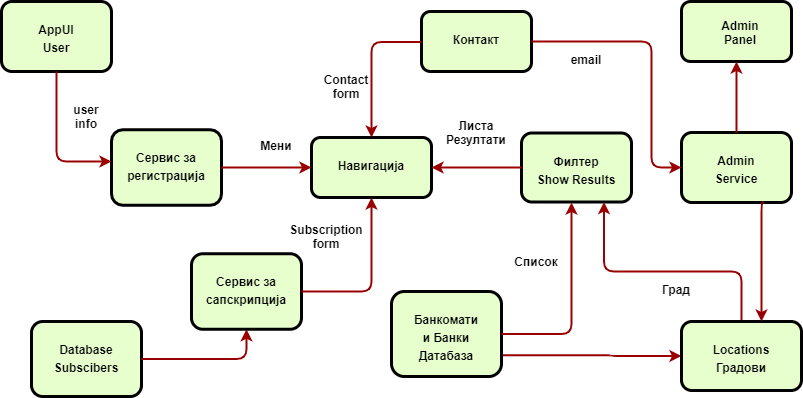 AppUI
User
Контакт
Admin
Panel
email
Contact
form
user
info
Листа
Резултати
Мени
Сервис за
регистрација
Навигација
Филтер
Show Results
Admin
Service
Subscription
form
Список
Град
Сервис за
сапскрипција
Банкомати
и Банки
Датабаза
Database
Subscibers
Locations
Градови